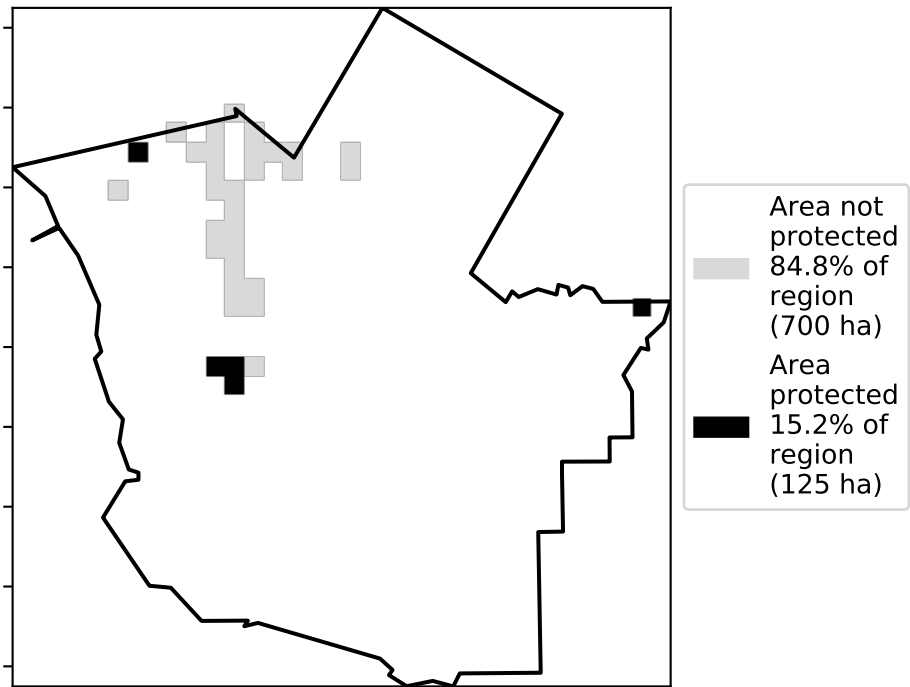 Area not
protected
84.8% of
region
(700 ha)
Area
protected
15.2% of
region
(125 ha)